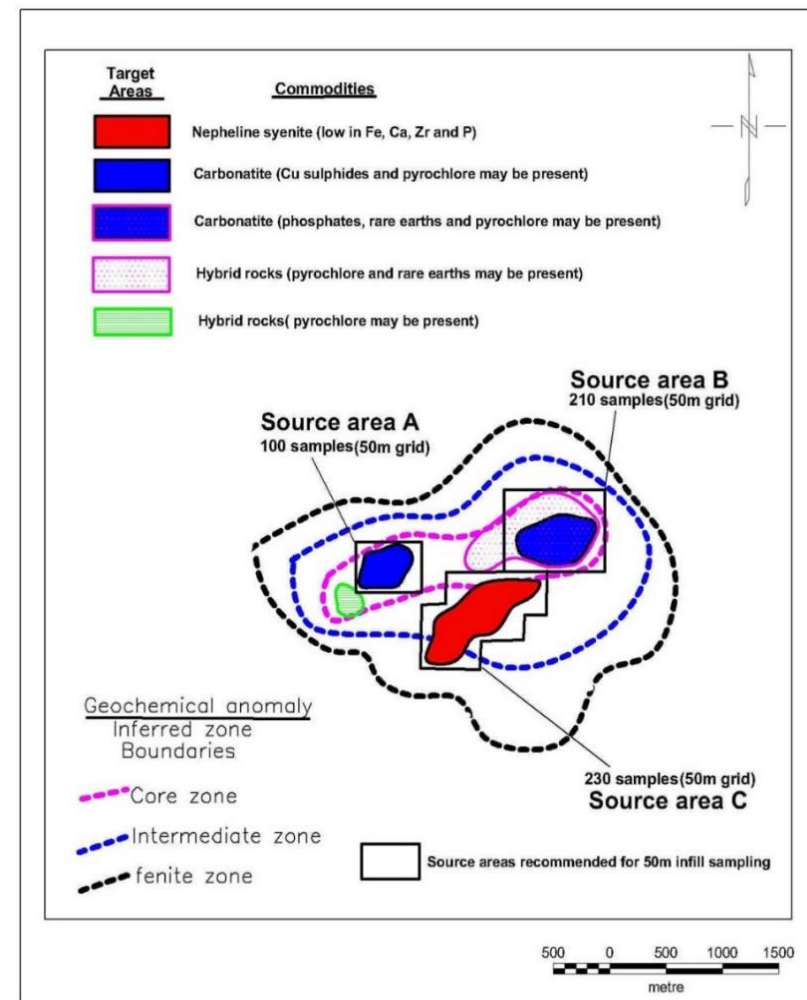 Target
Areas
Commodities
Nepheline syenite (low in Fe, Ca, Zr and P)
Carbonatite (Cu sulphides and pyrochlore may be present)
Carbonatite (phosphates, rare earths and pyrochlore may be present)
Hybrid rocks (pyrochlore and rare earths may be present)
Hybrid rocks( pyrochlore may be present)
N
Source area B
210 samples(50m grid)
Source area A
100 samples(50m grid)
Geochemical anomaly
Inferred zone
Boundaries
Core zone
Intermediate zone
fenite zone
230 samples(50m grid)
Source area C
Source areas recommended for 50m infill sampling
500 0 500 1000 1500
metre